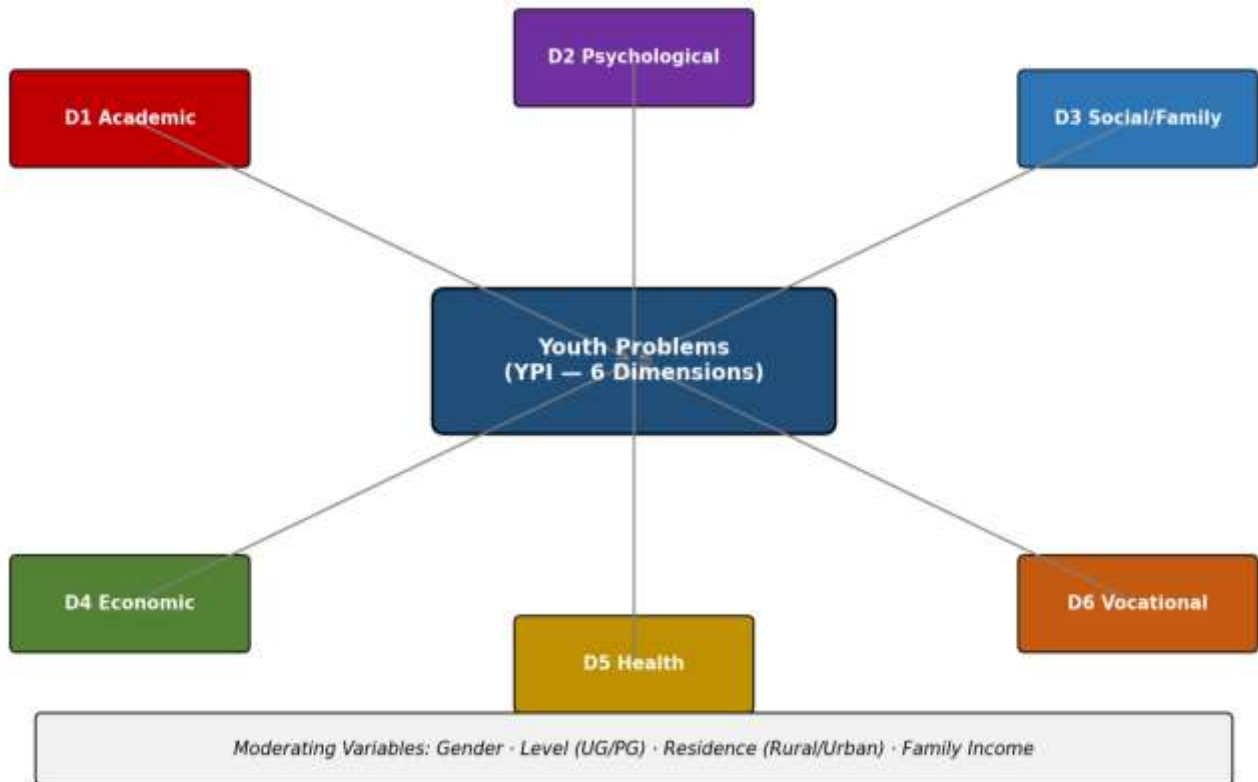 D2 Psychological
D1 Academic
D3 Social/Family
Youth Problems
(YPI — 6 Dimensions)
D4 Economic
D6 Vocational
D5 Health
Moderating Variables: Gender · Level (UG/PG) · Residence (Rural/Urban) · Family Income